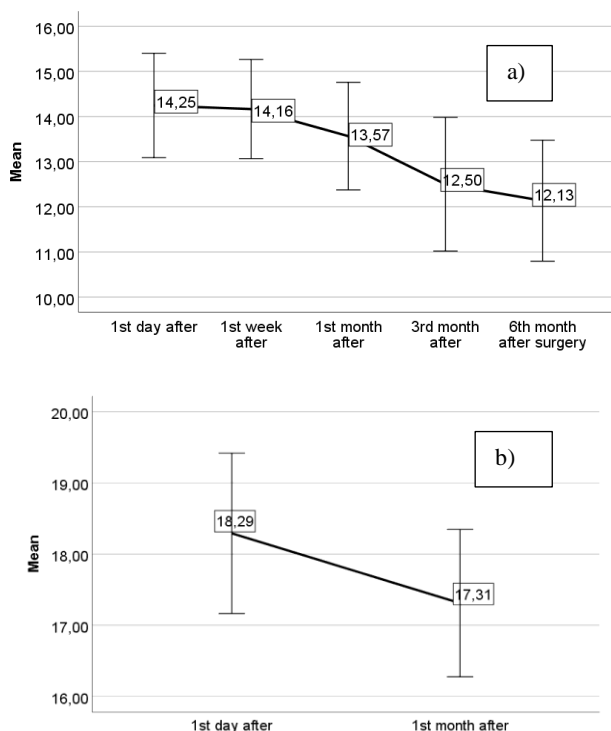 16,00
a)
15,00
14,25
14,16
14,00
13,57
13,00
12,50
12,13
12,00
11,00
10,00
Mean
1st day after
1st week
after
1st month
after
3rd month
after
6th month
after surgery
20,00
b)
19,00
18,29
18,00
17,31
17,00
16,00
Mean
1st day after
1st month after